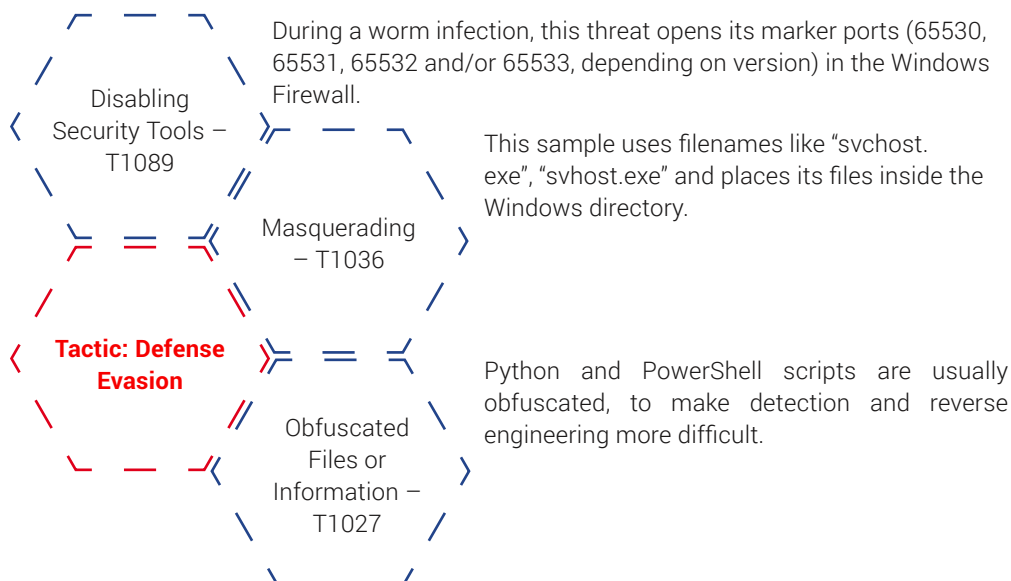 During a worm infection, this threat opens its marker ports (65530,
65531, 65532 and/or 65533, depending on version) in the Windows
Firewall.
Disabling
Security Tools –
T1089
This sample uses filenames like “svchost.
exe”, “svhost.exe” and places its files inside the
Windows directory.
Masquerading
– T1036
Tactic: Defense
Evasion
Python and PowerShell scripts are usually
obfuscated, to make detection and reverse
engineering more difficult.
Obfuscated
Files or
Information –
T1027